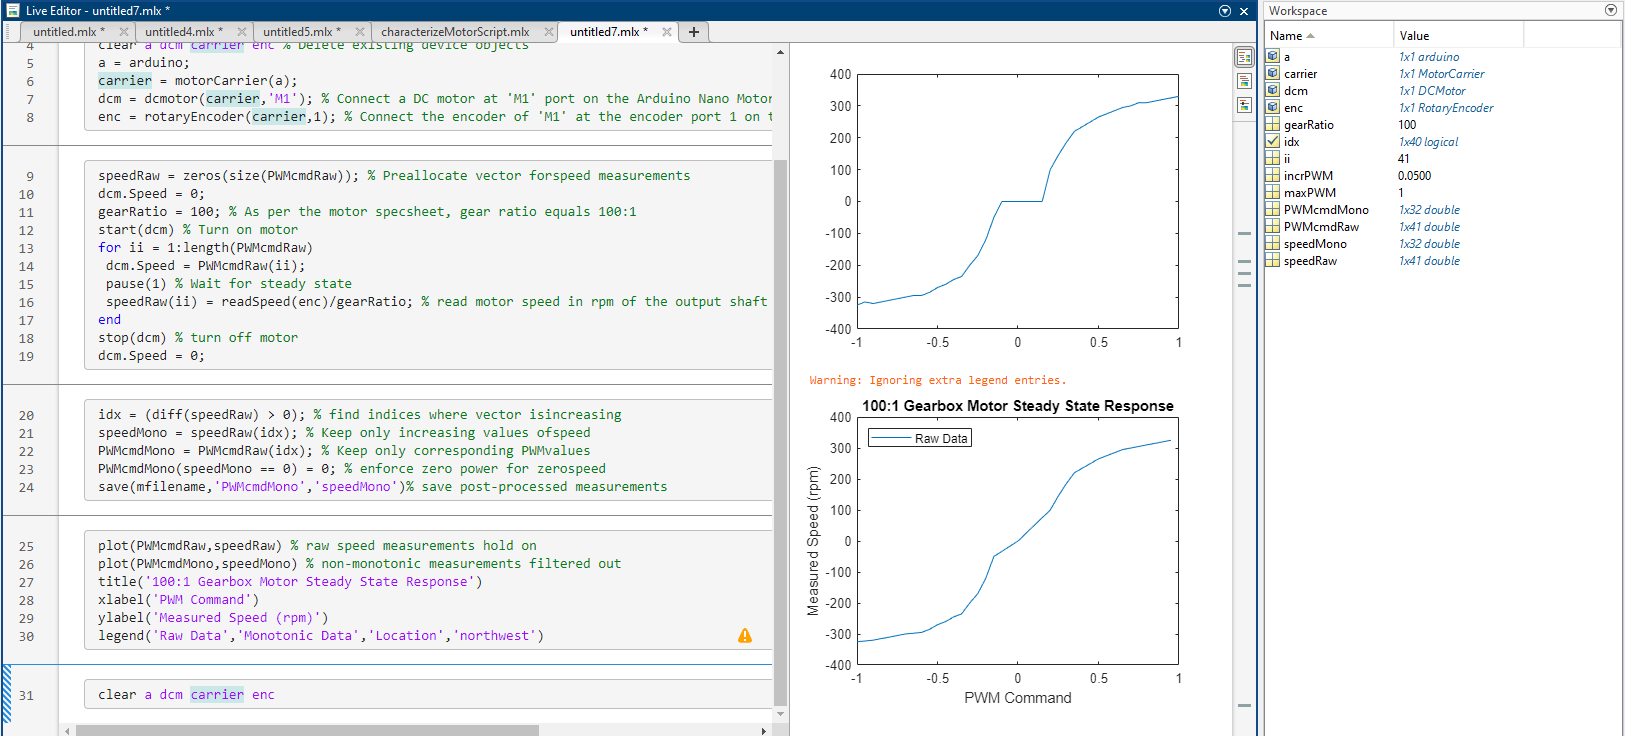 Live Editor - untitled7.mlx *
untitled.mlx *
untitled4.mlx *
untitled5.mlx *
characterizeMotorScript.mlx
untitled7.mlx *
4 clear a dcm carrier enc % Delete existing device objects
5 a = arduino;
6 carrier = motorCarrier(a);
7 dcm = dcmotor(carrier,'M1'); % Connect a DC motor at 'M1' port on the Arduino Nano Motor
8 enc = rotaryEncoder(carrier,1); % Connect the encoder of 'M1' at the encoder port 1 on t
9 speedRaw = zeros(size(PWMcmdRaw)); % Preallocate vector forspeed measurements
10 dcm.Speed = 0;
11 gearRatio = 100; % As per the motor specsheet, gear ratio equals 100:1
12 start(dcm) % Turn on motor
13 for ii = 1:length(PWMcmdRaw)
14 dcm.Speed = PWMcmdRaw(ii);
15 pause(1) % Wait for steady state
16 speedRaw(ii) = readSpeed(enc)/gearRatio; % read motor speed in rpm of the output shaft
17 end
18 stop(dcm) % turn off motor
19 dcm.Speed = 0;
20 idx = (diff(speedRaw) > 0); % find indices where vector isincreasing
21 speedMono = speedRaw(idx); % Keep only increasing values ofspeed
22 PWMcmdMono = PWMcmdRaw(idx); % Keep only corresponding PWMvalues
23 PWMcmdMono(speedMono == 0) = 0; % enforce zero power for zerospeed
24 save(mfilename,'PWMcmdMono','speedMono')% save post-processed measurements
25 plot(PWMcmdRaw,speedRaw) % raw speed measurements hold on
26 plot(PWMcmdMono,speedMono) % non-monotonic measurements filtered out
27 title('100:1 Gearbox Motor Steady State Response')
28 xlabel('PWM Command')
29 ylabel('Measured Speed (rpm)')
30 legend('Raw Data','Monotonic Data','Location','northwest')
31 clear a dcm carrier enc
400
300
200
100
0
-100
-200
-300
-400
-1 -0.5 0 0.5 1
Warning: Ignoring extra legend entries.
100:1 Gearbox Motor Steady State Response
Raw Data
Measured Speed (rpm)
400
300
200
100
0
-100
-200
-300
-400
-1 -0.5 0 0.5 1
PWM Command
Workspace
Name Value
a 1x1 arduino
carrier 1x1 MotorCarrier
dcm 1x1 DCMotor
enc 1x1 RotaryEncoder
gearRatio 100
idx 1x40 logical
ii 41
incrPWM 0.0500
maxPWM 1
PWMcmdMono 1x32 double
PWMcmdRaw 1x41 double
speedMono 1x32 double
speedRaw 1x41 double